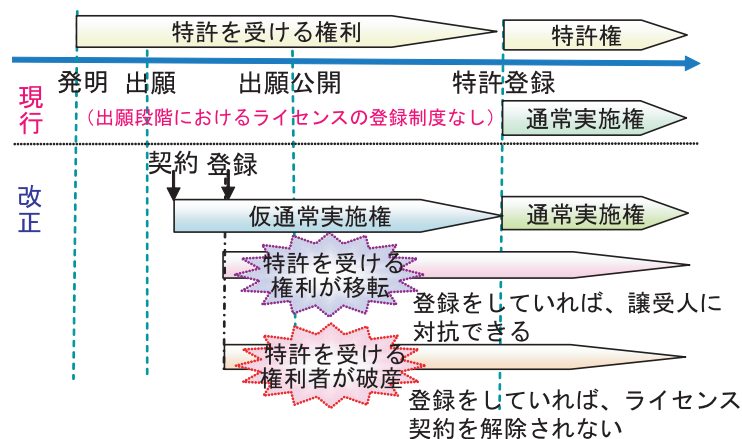 特許を受ける権利
特許権
発明
出願
出願公開
特許登録
現行
（出願段階におけるライセンスの登録制度なし）
通常実施権
契約
登録
改正
仮通常実施権
通常実施権
特許を受ける
権利が移転
登録をしていれば、譲受人に
対抗できる
特許を受ける
権利者が破産
登録をしていれば、ライセンス
契約を解除されない